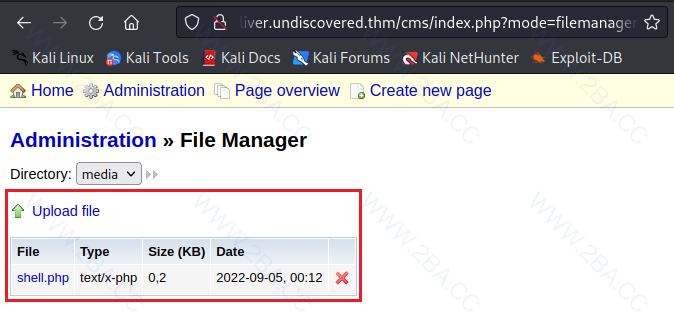 liver.undiscovered.thm/cms/index.php?mode=filemanager
Kali Linux Kali Tools Kali Docs Kali Forums Kali NetHunter Exploit-DB
Home Administration Page overview Create new page
Administration » File Manager
Directory: media
Upload file
File Type Size (KB) Date
shell.php text/x-php 0,2 2022-09-05, 00:12
WWW.2BA.CC